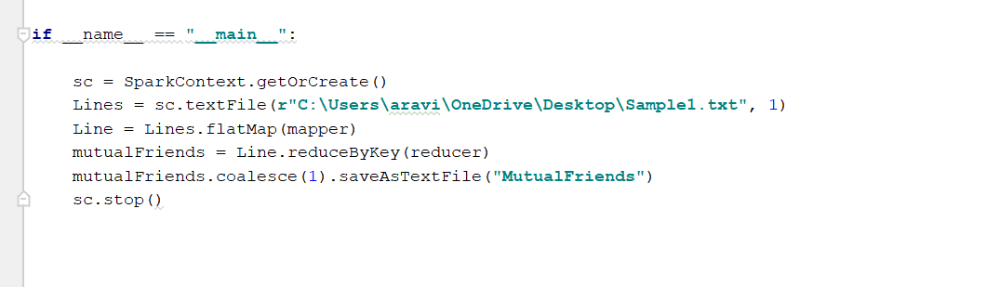 if __name__ == "__main__":
sc = SparkContext.getOrCreate()
Lines = sc.textFile(r"C:\Users\aravi\OneDrive\Desktop\Sample1.txt", 1)
Line = Lines.flatMap(mapper)
mutualFriends = Line.reduceByKey(reducer)
mutualFriends.coalesce(1).saveAsTextFile("MutualFriends")
sc.stop()